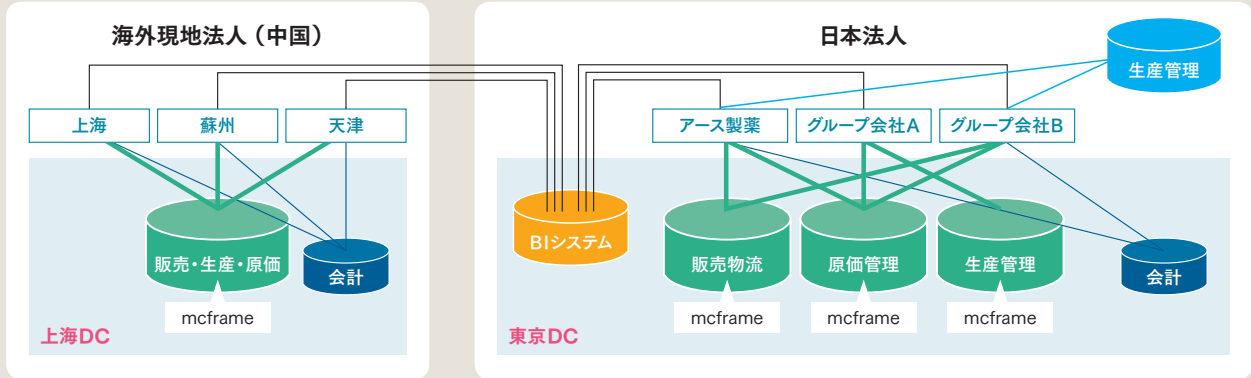 海外現地法人（中国）
日本法人
生産管理
上海
蘇州
天津
アース製薬
グループ会社A
グループ会社B
販売・生産・原価
会計
BIシステム
販売物流
原価管理
生産管理
会計
mcframe
mcframe
mcframe
mcframe
上海DC
東京DC